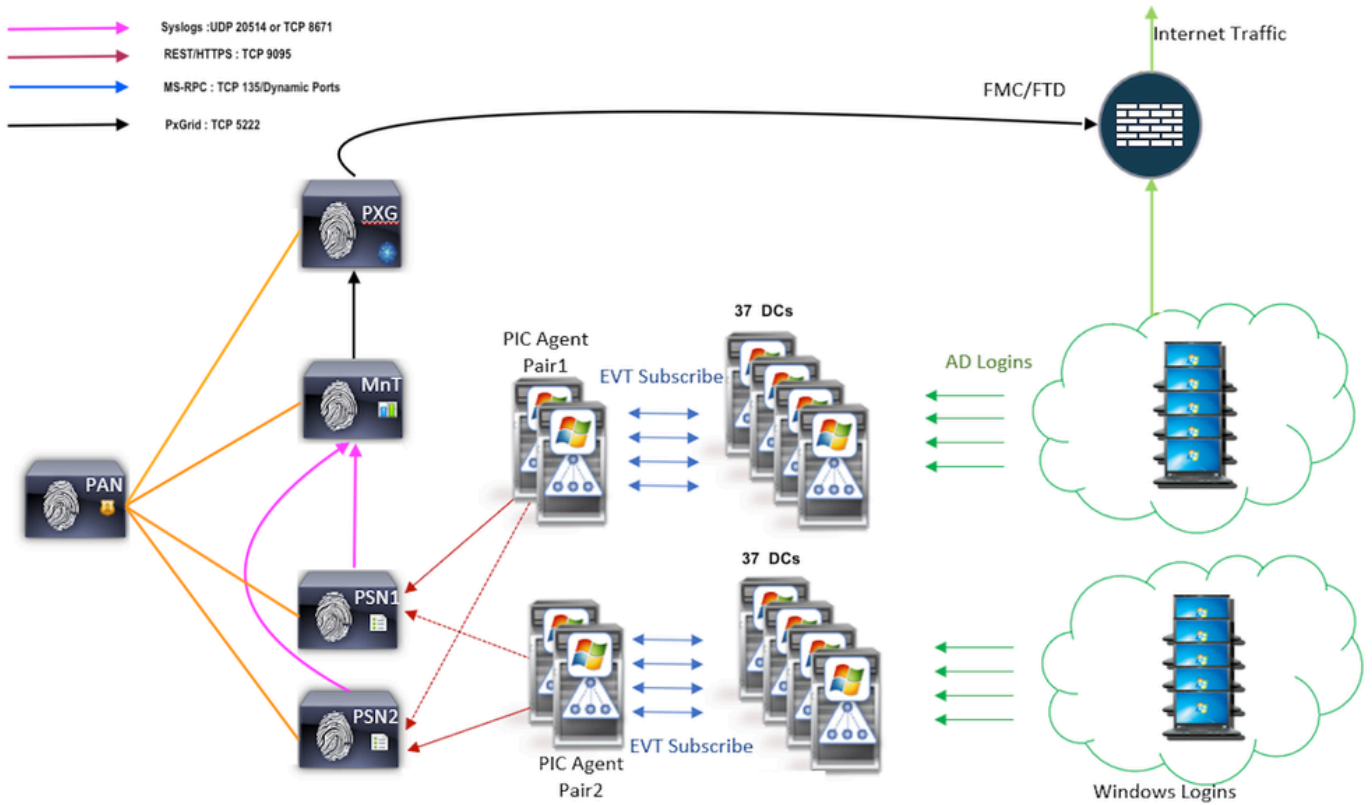 Syslogs :UDP 20514 or TCP 8671
REST/HTTPS : TCP 9095
MS-RPC : TCP 135/Dynamic Ports
PxGrid : TCP 5222
Internet Traffic
FMC/FTD
PXG
37 DCs
PIC Agent
Pair1
EVT Subscribe
AD Logins
MnT
PAN
37 DCs
PSN1
PSN2
EVT Subscribe
PIC Agent
Pair2
Windows Logins